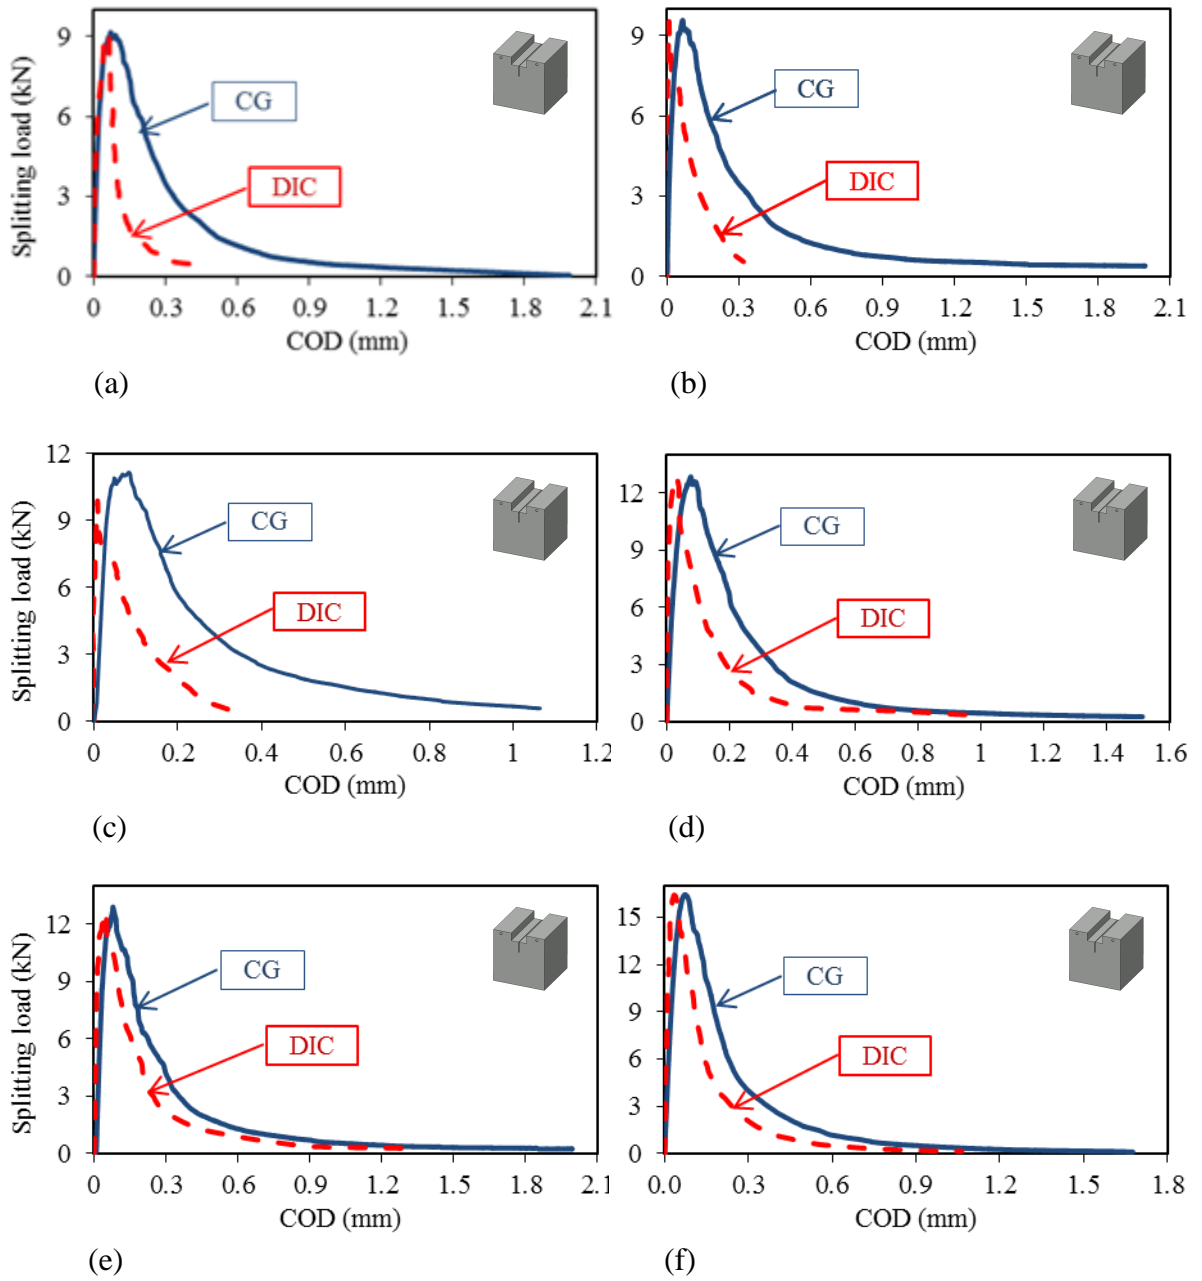 Splitting load (kN)
9
6
3
0
CG
DIC
0 0.3 0.6 0.9 1.2 1.5 1.8 2.1
COD (mm)
(a)
9
6
3
0
CG
DIC
0 0.3 0.6 0.9 1.2 1.5 1.8 2.1
COD (mm)
(b)
Splitting load (kN)
12
9
6
3
0
CG
DIC
0 0.2 0.4 0.6 0.8 1 1.2
COD (mm)
(c)
12
9
6
3
0
CG
DIC
0 0.2 0.4 0.6 0.8 1 1.2 1.4 1.6
COD (mm)
(d)
Splitting load (kN)
12
9
6
3
0
CG
DIC
0 0.3 0.6 0.9 1.2 1.5 1.8 2.1
COD (mm)
(e)
15
12
9
6
3
0
CG
DIC
0.0 0.3 0.6 0.9 1.2 1.5 1.8
COD (mm)
(f)